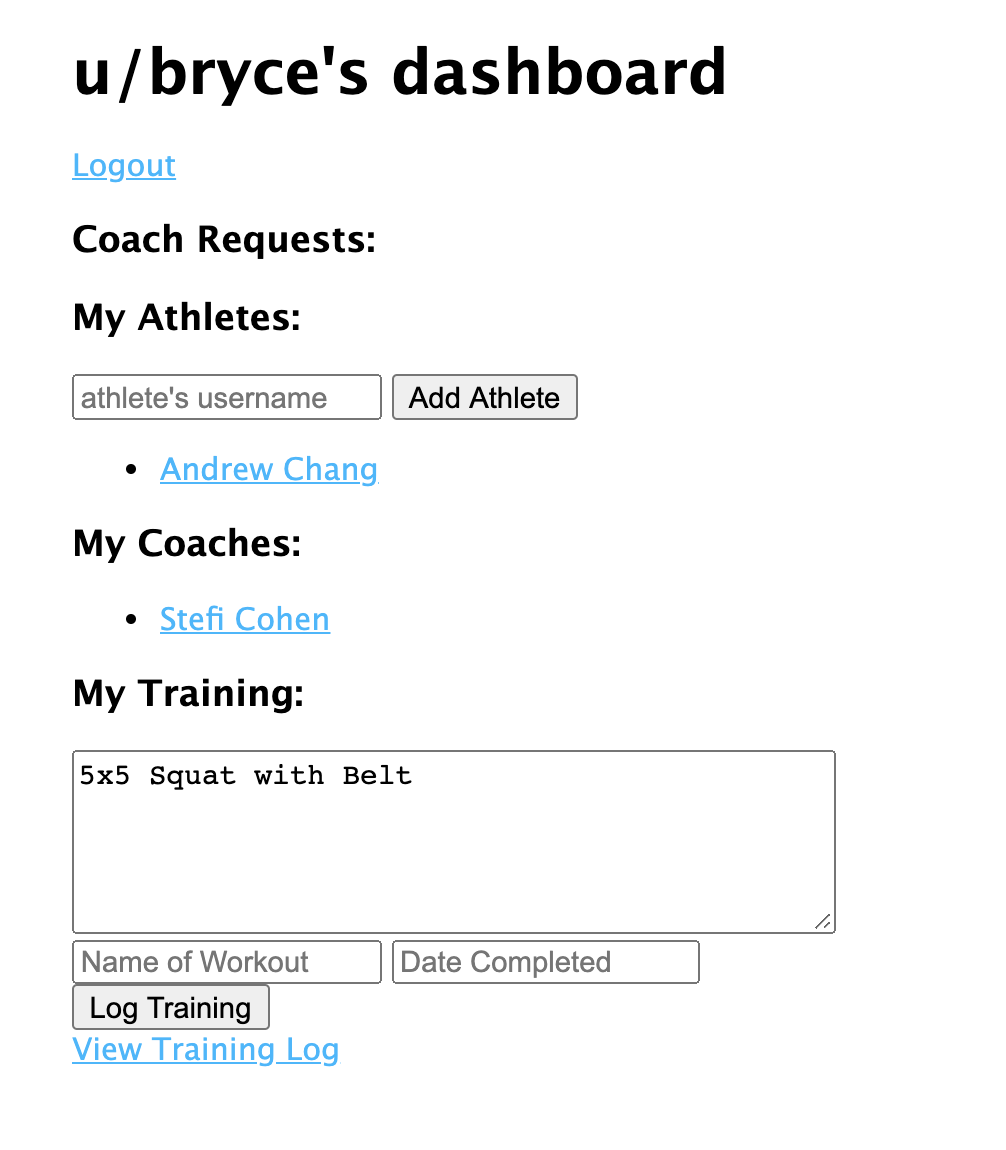 u/bryce's dashboard
Logout
Coach Requests:
My Athletes:
athlete's username Add Athlete
• Andrew Chang
My Coaches:
• Stefi Cohen
My Training:
5x5 Squat with Belt
Name of Workout Date Completed
Log Training
View Training Log